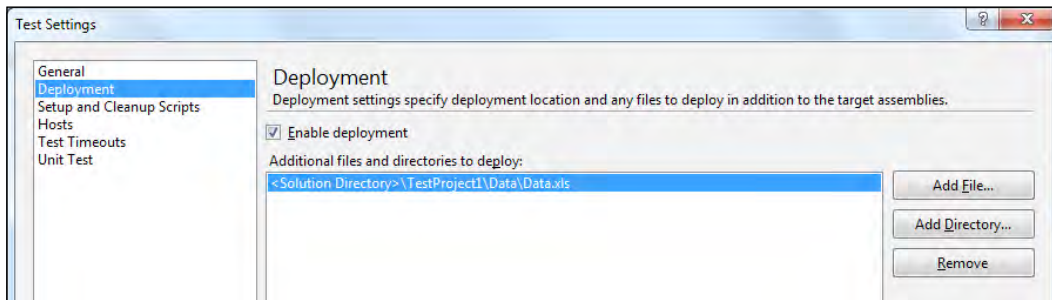 Test Settings
General
Deployment
Setup and Cleanup Scripts
Hosts
Test Timeouts
Unit Test
Deployment
Deployment settings specify deployment location and any files to deploy in addition to the target assemblies.
Enable deployment
Additional files and directories to deploy:
<Solution Directory>\TestProject1\Data\Data.xls
Add File...
Add Directory...
Remove